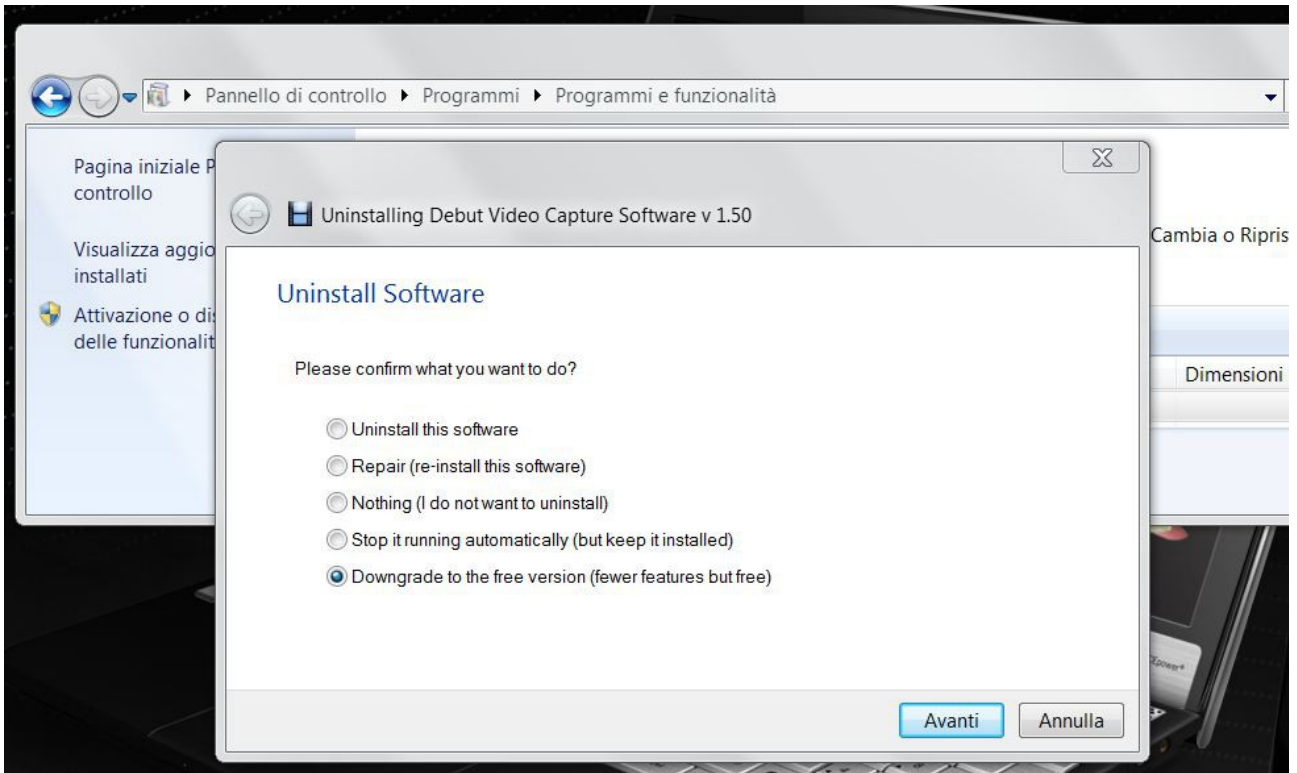 Pannello di controllo Programmi Programmi e funzionalità
Pagina iniziale P
controllo
Visualizza aggio
installati
Attivazione o dis
delle funzionalit
Uninstalling Debut Video Capture Software v 1.50
Cambia o Ripris
Uninstall Software
Please confirm what you want to do?
Dimensioni
Uninstall this software
Repair (re-install this software)
Nothing (I do not want to uninstall)
Stop it running automatically (but keep it installed)
Downgrade to the free version (fewer features but free)
Avanti
Annulla